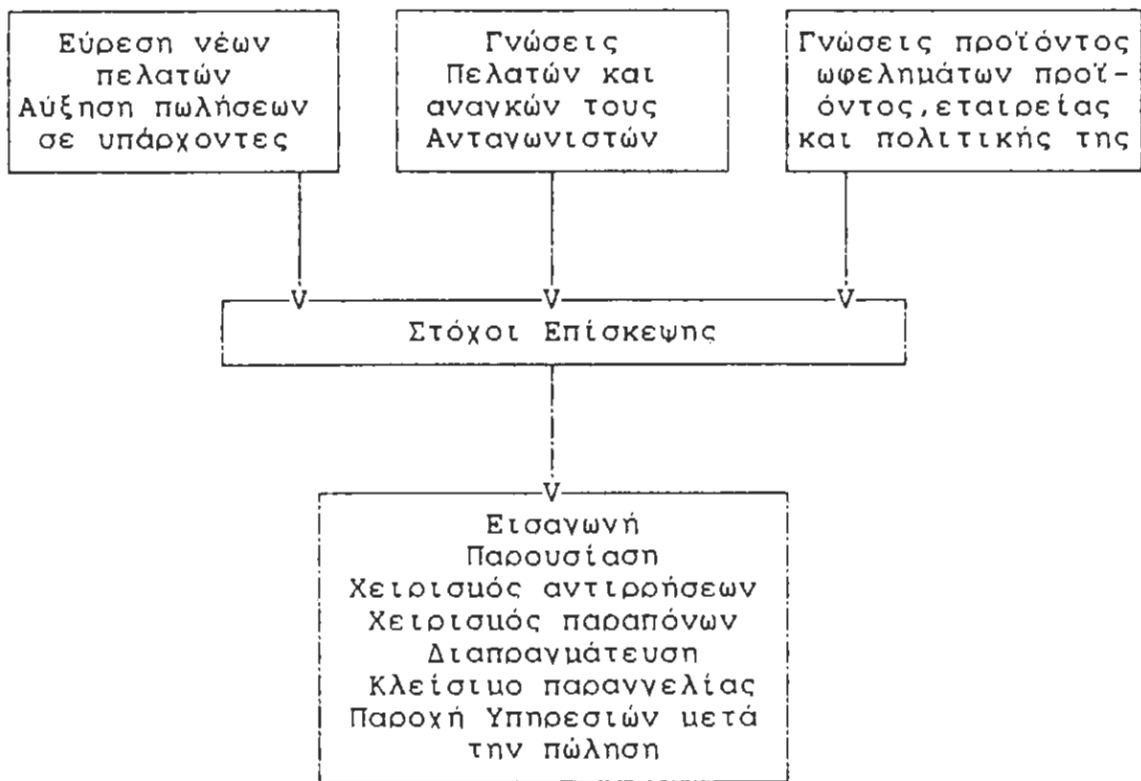 Εύρεση νέων
πελατών
Αύξηση πωλήσεων
σε υπάρχοντες
Γνώσεις
Πελατών και
αναγκών τους
Ανταγωνιστών
Γνώσεις προϊόντος
ωφελημάτων προϊ-
όντος,εταιρείας
και πολιτικής της
Στόχοι Επίσκεψης
Εισαγωγή
Παρουσίαση
Χειρισμός αντιρρήσεων
Χειρισμός παραπόνων
Διαπραγμάτευση
Κλείσιμο παραγγελίας
Παροχή Υπηρεσιών μετά
την πώληση